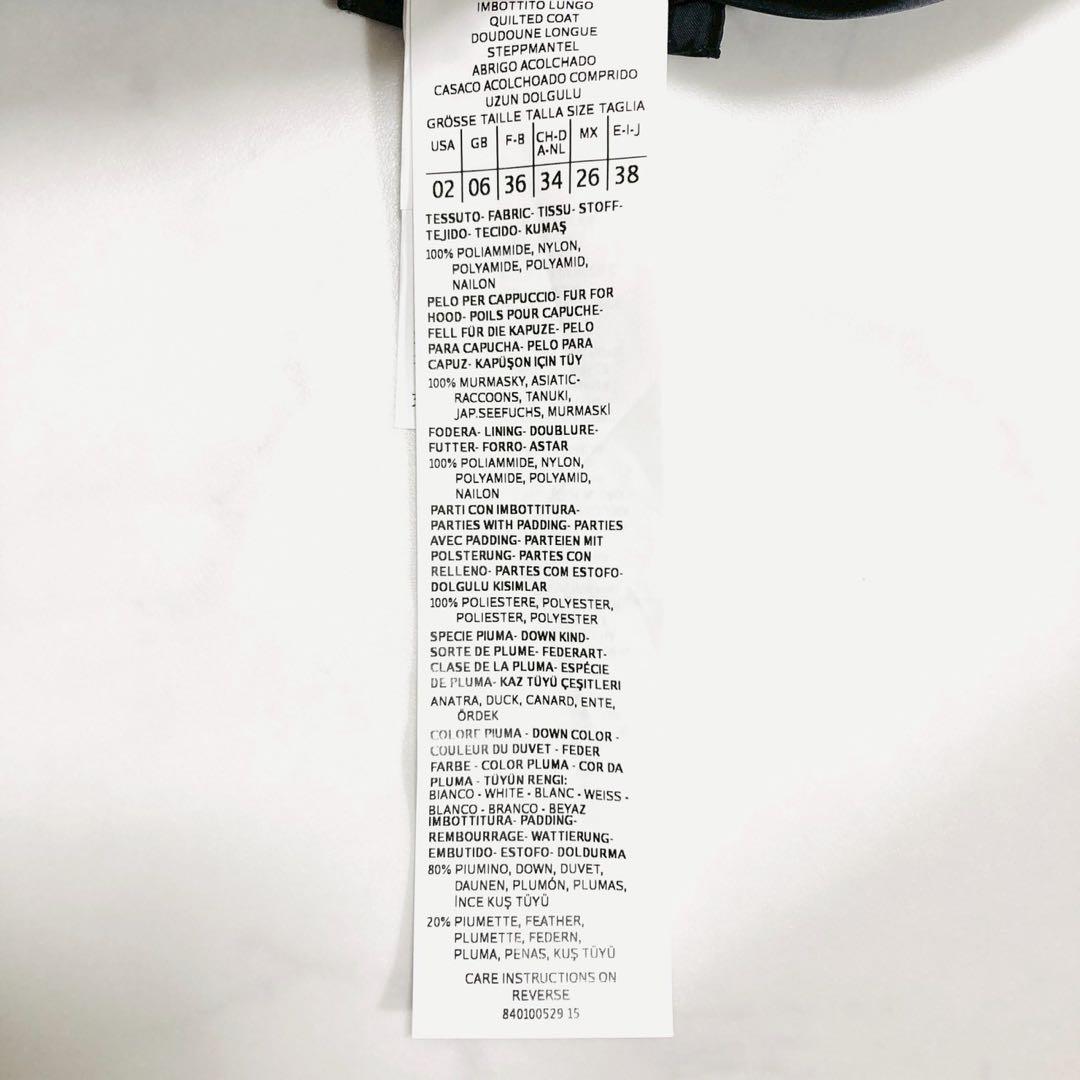 IMBOTTITO LUNGO
QUILTED COAT
DOUDOUNE LONGUE
STEPPMANTEL
ABRIGO ACOLCHADO
CASACO ACOLCHOADO COMPRIDO
UZUN DOLGULU
GRÖSSE TAILLE TALLA SIZE TAGLIA
USA GB F-B CH-D A-NL MX E-I-J
02 06 36 34 26 38
TESSUTO- FABRIC- TISSU- STOFF-
TEJIDO- TECIDO- KUMAŞ
100% POLIAMMIDE, NYLON,
POLYAMIDE, POLYAMID,
NAILON
PELO PER CAPPUCCIO- FUR FOR
HOOD- POILS POUR CAPUCHE-
FELL FÜR DIE KAPUZE- PELO
PARA CAPUCHA- PELO PARA
CAPUZ- KAPÜŞON IÇIN TÜY
100% MURMASKY, ASIATIC-
RACCOONS, TANUKI,
JAP.SEEFUCHS, MURMASKİ
FODERA- LINING- DOUBLURE-
FUTTER- FORRO- ASTAR
100% POLIAMMIDE, NYLON,
POLYAMIDE, POLYAMID,
NAILON
PARTI CON IMBOTTITURA-
PARTIES WITH PADDING- PARTIES
AVEC PADDING- PARTEIEN MIT
POLSTERUNG- PARTES CON
RELLENO- PARTES COM ESTOFO-
DOLGULU KISIMLAR
100% POLIESTERE, POLYESTER,
POLIESTER, POLYESTER
SPECIE PIUMA- DOWN KIND-
SORTE DE PLUME- FEDERART-
CLASE DE LA PLUMA- ESPÉCIE
DE PLUMA- KAZ TÜYÜ ÇEŞITLERI
ANATRA, DUCK, CANARD, ENTE,
ÖRDEK
COLORE PIUMA - DOWN COLOR -
COULEUR DU DUVET - FEDER
FARBE - COLOR PLUMA - COR DA
PLUMA - TÜYÜN RENGI:
BIANCO - WHITE - BLANC - WEISS -
BLANCO - BRANCO - BEYAZ
IMBOTTITURA- PADDING-
REMBOURRAGE- WATTIERUNG-
EMBUTIDO- ESTOFO- DOLDURMA
80% PIUMINO, DOWN, DUVET,
DAUNEN, PLUMÓN, PLUMAS,
İNCE KUŞ TÜYÜ
20% PIUMETTE, FEATHER,
PLUMETTE, FEDERN,
PLUMA, PENAS, KUŞ TÜYÜ
CARE INSTRUCTIONS ON
REVERSE
840100529 15